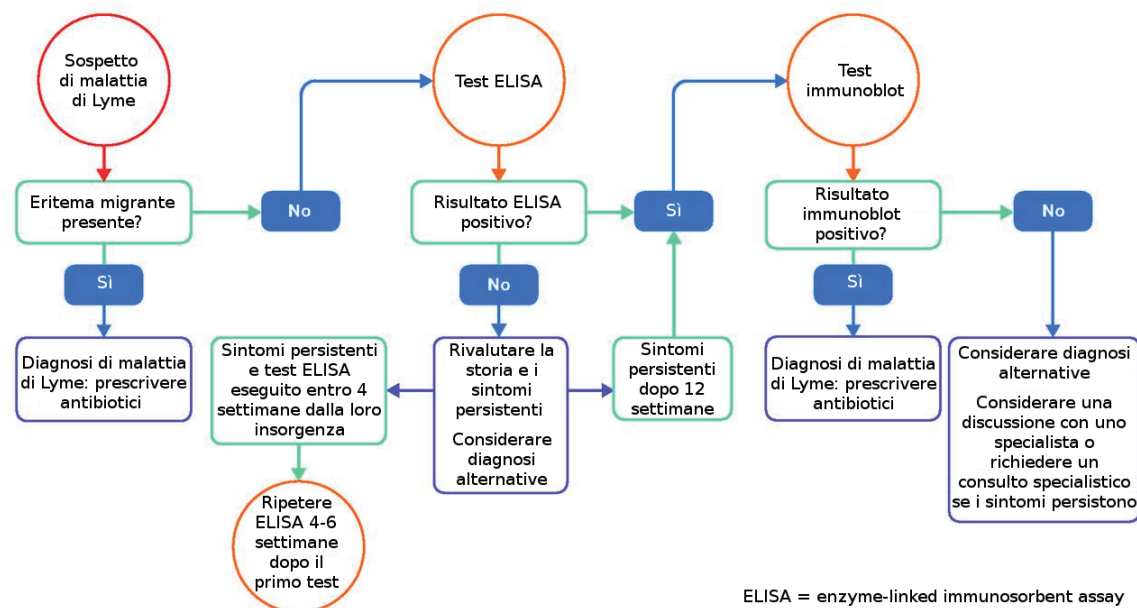 Sospetto
di malattia
di Lyme
Test ELISA
Test
immunoblot
Eritema migrante
presente?
No
Risultato ELISA
positivo?
Sì
Risultato
immunoblot
positivo?
No
Sì
No
Sì
Diagnosi di malattia
di Lyme: prescrivere
antibiotici
Sintomi persistenti
e test ELISA
eseguito entro 4
settimane dalla loro
insorgenza
Rivalutare la
storia e i
sintomi
persistenti
Considerare
diagnosi
alternative
Sintomi
persistenti
dopo 12
settimane
Diagnosi di malattia
di Lyme: prescrivere
antibiotici
Considerare diagnosi
alternative
Considerare una
discussione con uno
specialista o
richiedere un
consulto specialistico
se i sintomi persistono
Ripetere
ELISA 4-6
settimane
dopo il
primo test
ELISA = enzyme-linked immunosorbent assay